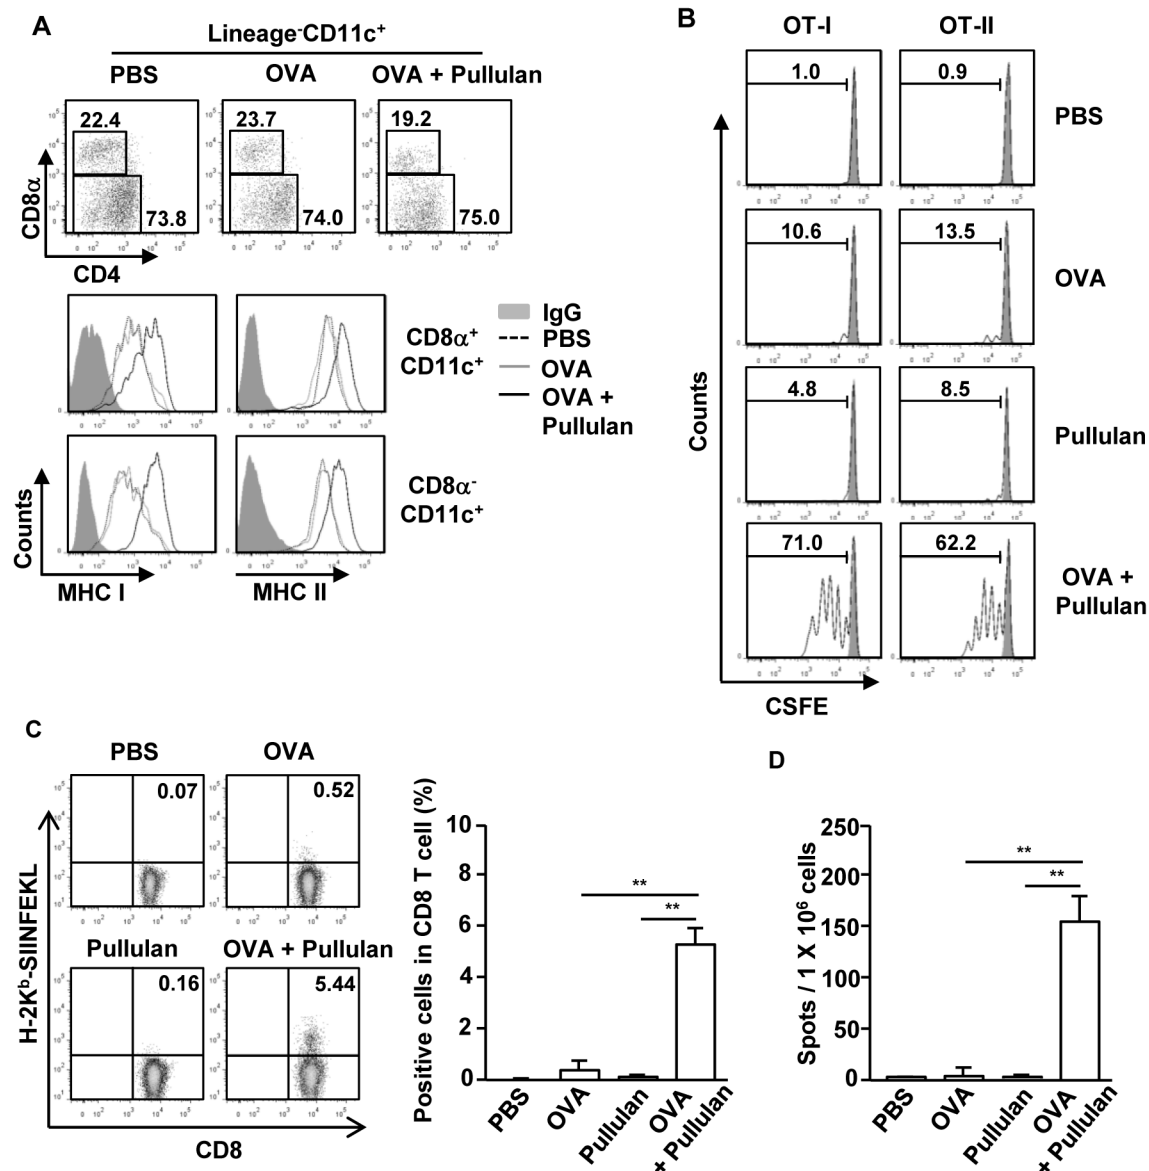 A
Lineage-CD11c+
PBS
OVA
OVA + Pullulan
22.4
73.8
23.7
74.0
19.2
75.0
CD8α
CD4
CD8α+
CD11c+
CD8α-
CD11c+
IgG
PBS
OVA
OVA +
Pullulan
Counts
MHC I
MHC II
B
OT-I
OT-II
1.0
0.9
PBS
10.6
13.5
OVA
4.8
8.5
Pullulan
71.0
62.2
OVA +
Pullulan
Counts
CSFE
C
PBS
OVA
0.07
0.52
Pullulan
OVA + Pullulan
0.16
5.44
H-2Kb-SIINFEKL
CD8
Positive cells in CD8 T cell (%)
10
8
6
4
2
0
**
**
PBS
OVA
Pullulan
OVA
+ Pullulan
D
Spots / 1 X 10⁶ cells
250
200
150
100
50
0
**
**
PBS
OVA
Pullulan
OVA
+ Pullulan